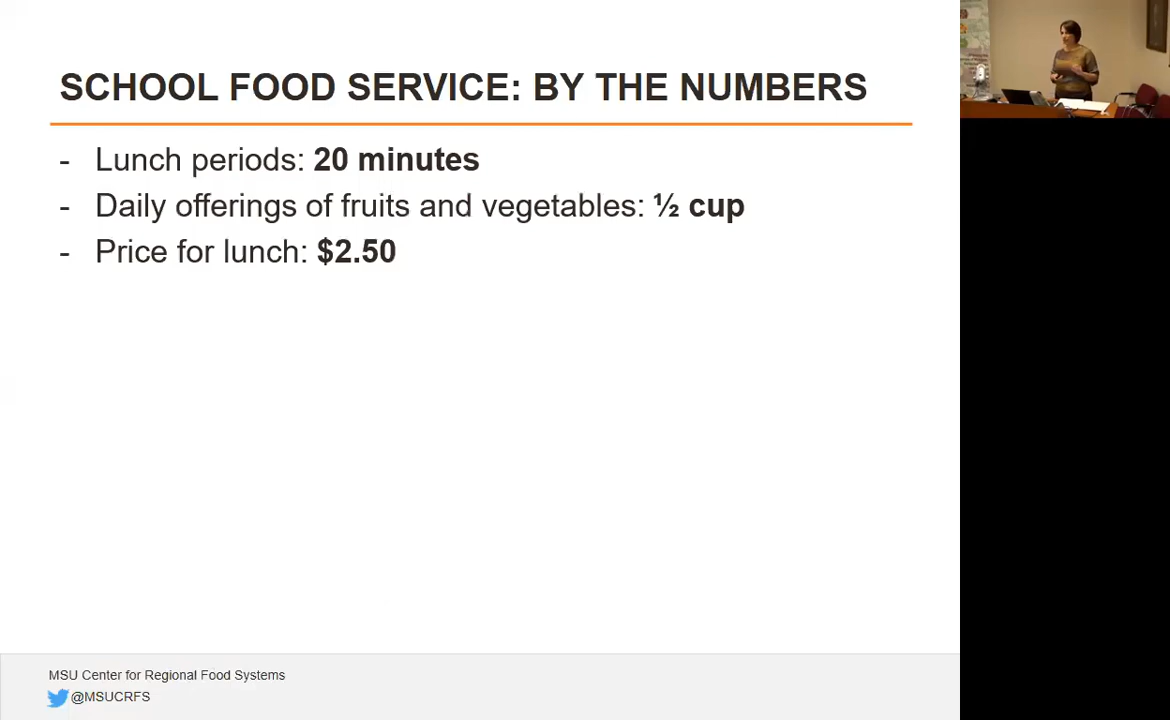 SCHOOL FOOD SERVICE: BY THE NUMBERS
- Lunch periods: 20 minutes
- Daily offerings of fruits and vegetables: ½ cup
- Price for lunch: $2.50
MSU Center for Regional Food Systems
@MSUCRFS